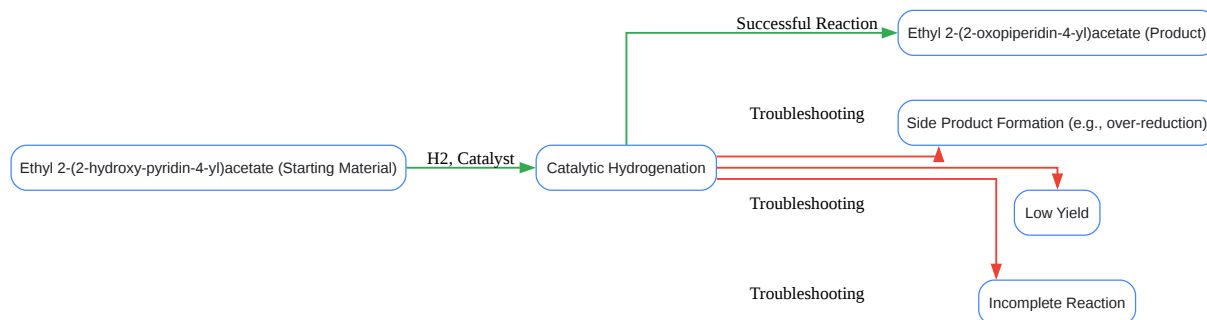 Successful Reaction
Ethyl 2-(2-oxopiperidin-4-yl)acetate (Product)
Troubleshooting
Side Product Formation (e.g., over-reduction)
Ethyl 2-(2-hydroxy-pyridin-4-yl)acetate (Starting Material)
H2, Catalyst
Catalytic Hydrogenation
Troubleshooting
Low Yield
Troubleshooting
Incomplete Reaction